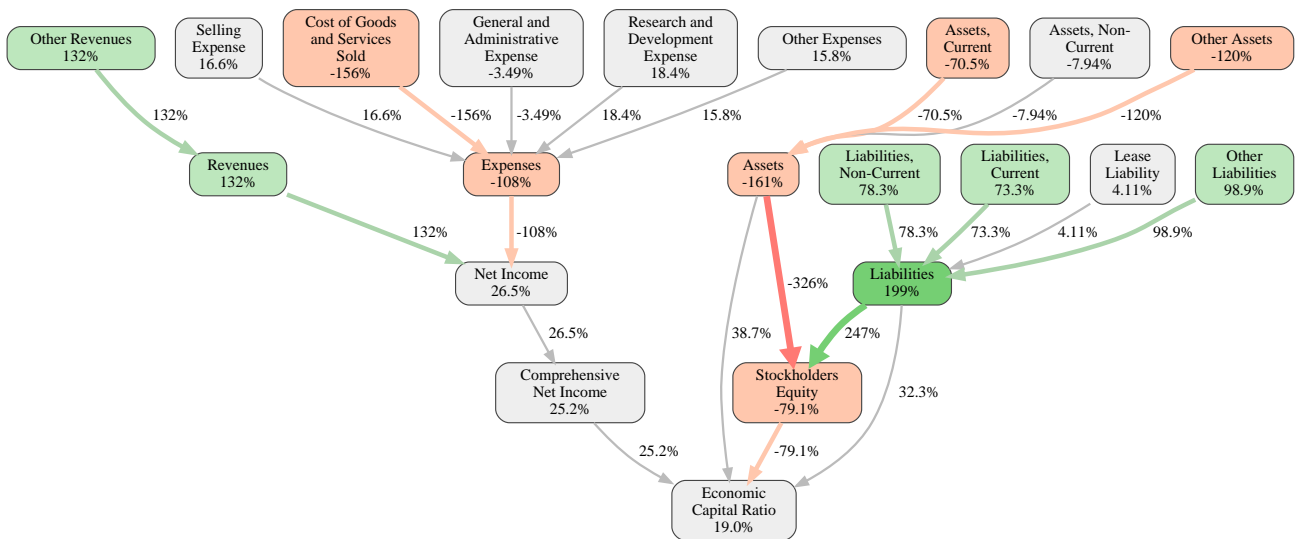 Other Revenues
132%
Selling
Expense
16.6%
Cost of Goods
and Services
Sold
-156%
General and
Administrative
Expense
-3.49%
Research and
Development
Expense
18.4%
Other Expenses
15.8%
Assets,
Current
-70.5%
Assets, Non-
Current
-7.94%
Other Assets
-120%
132%
16.6%
-156%
-3.49%
18.4%
15.8%
-70.5%
-7.94%
-120%
Revenues
132%
Expenses
-108%
Assets
-161%
Liabilities,
Non-Current
78.3%
Liabilities,
Current
73.3%
Lease
Liability
4.11%
Other
Liabilities
98.9%
132%
-108%
78.3%
73.3%
4.11%
98.9%
Net Income
26.5%
Liabilities
199%
-326%
26.5%
38.7%
247%
Comprehensive
Net Income
25.2%
Stockholders
Equity
-79.1%
32.3%
25.2%
-79.1%
Economic
Capital Ratio
19.0%